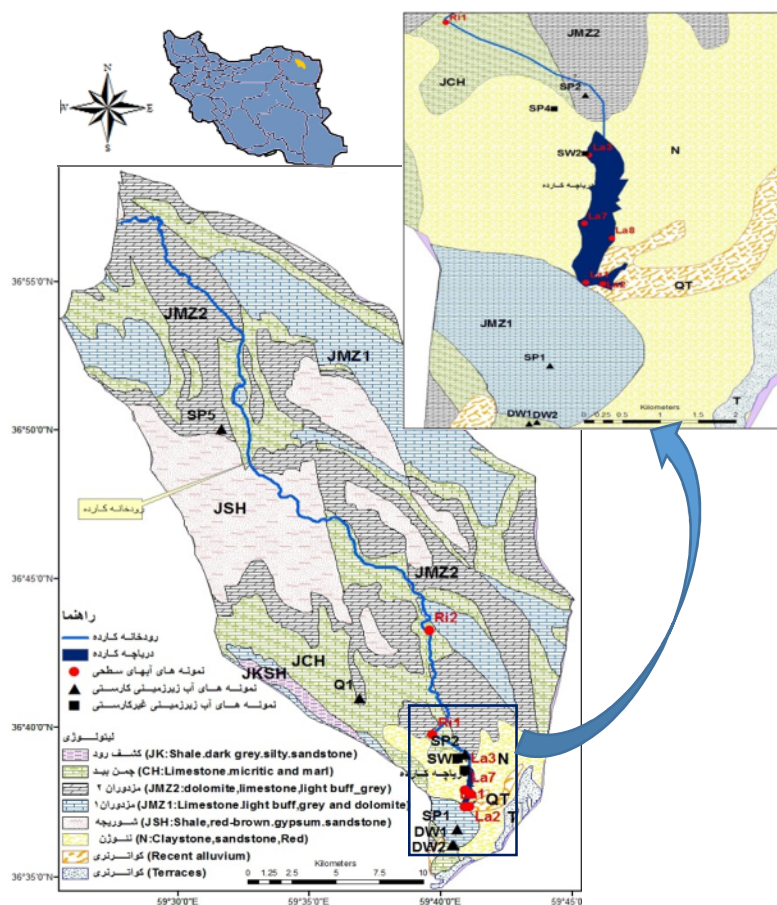 N
W
E
S
Ri1
JMZ2
JCH
SP2
SP4
N
SW2
La3
دریاچه کارده
La7
La8
QT
JMZ1
SP1
DW1 DW2
T
Kilometers
0 0.25 0.5 1 1.5 2
36°55'0"N
JMZ2
JMZ1
SP5
36°50'0"N
رودخانه کارده
JSH
36°45'0"N
JMZ2
Ri2
JCH
JKSH
Q1
36°40'0"N
Ri1
SP2
La3
N
SW
دریاچه کارده
La7
QT
SP1
La2
T
DW1
DW2
36°35'0"N
راهنما
رودخانه کارده
دریاچه کارده
نمونه های آبهای سطحی
نمونه های آب زیرزمینی کارستی
نمونه های آب زیرزمینی غیرکارستی
لیتولوژی
کشف رود (JK:Shale.dark grey.silty.sandstone)
چمن بید (CH:Limestone.micritic and marl)
مزدوران ۲ (JMZ2:dolomite,limestone,light buff_grey)
مزدوران ۱ (JMZ1:Limestone.light buff,grey and dolomite)
شوریجه (JSH:Shale,red-brown.gypsum.sandstone)
نئوژن (N:Claystone,sandstone,Red)
کواترنری (Recent alluvium)
کواترنری (Terraces)
Kilometers
0 1.25 2.5 5 7.5 10
59°30'0"E
59°35'0"E
59°40'0"E
59°45'0"E